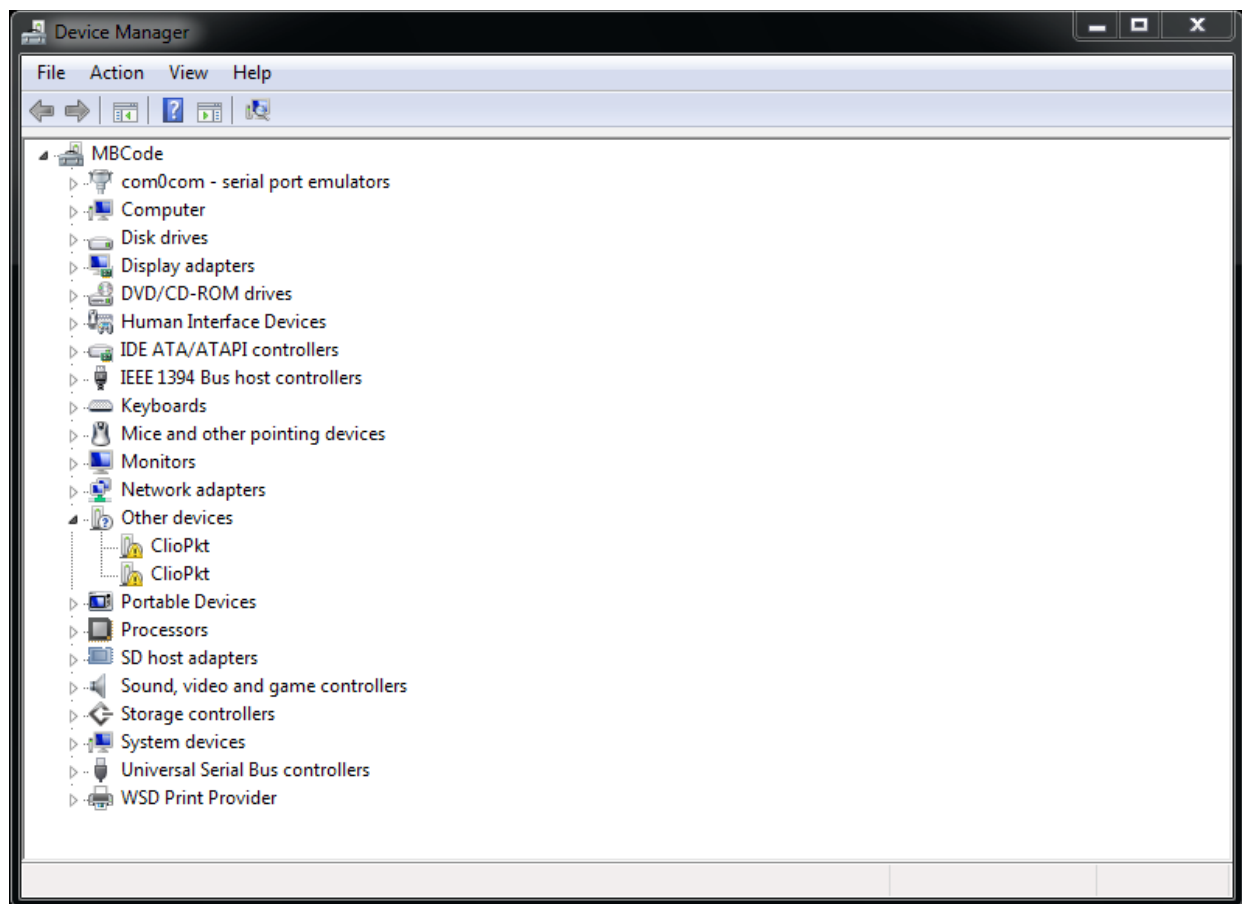 Device Manager
File Action View Help
MBCode
com0com - serial port emulators
Computer
Disk drives
Display adapters
DVD/CD-ROM drives
Human Interface Devices
IDE ATA/ATAPI controllers
IEEE 1394 Bus host controllers
Keyboards
Mice and other pointing devices
Monitors
Network adapters
Other devices
ClioPkt
ClioPkt
Portable Devices
Processors
SD host adapters
Sound, video and game controllers
Storage controllers
System devices
Universal Serial Bus controllers
WSD Print Provider